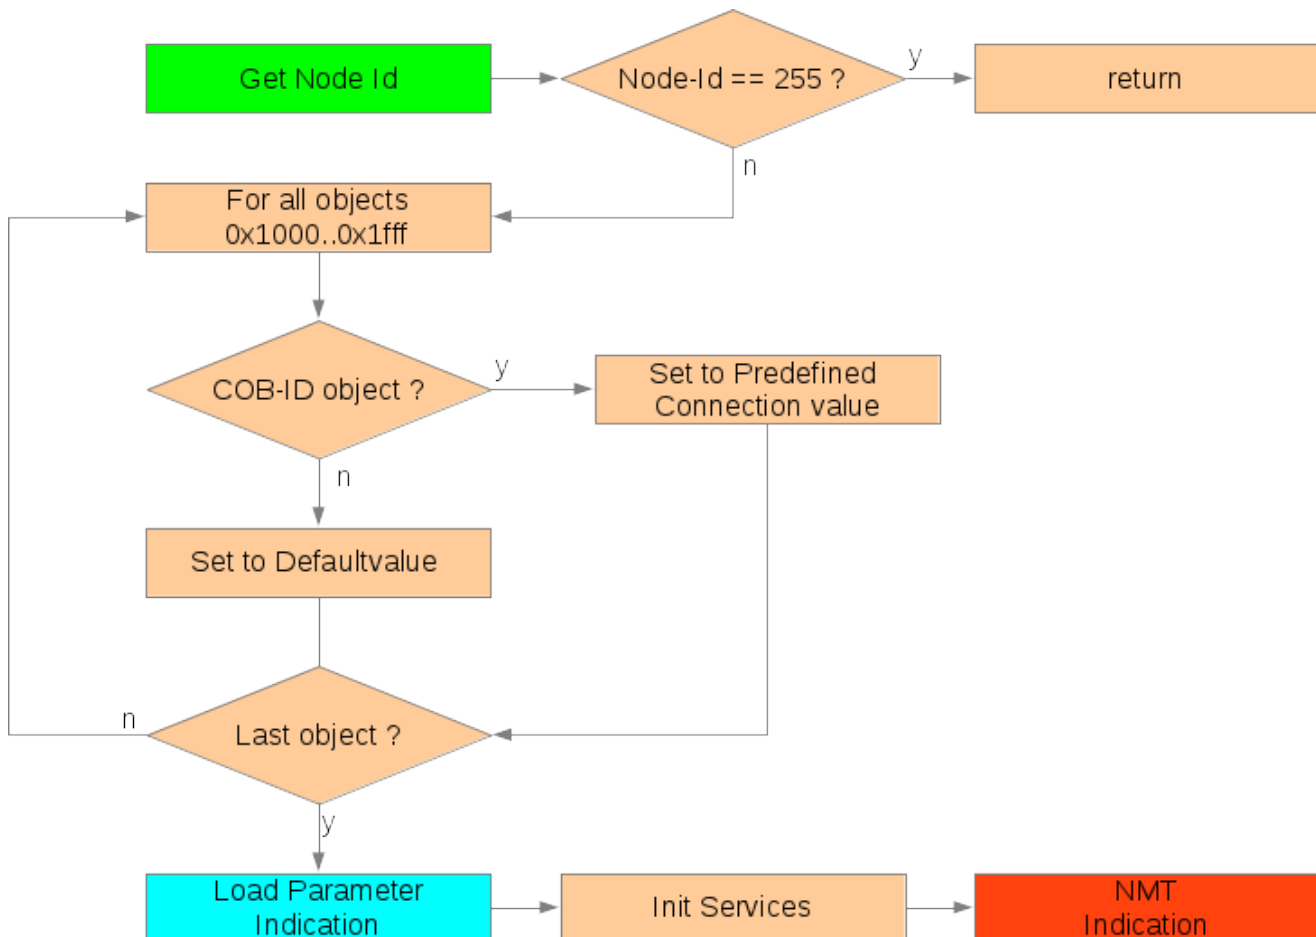 Get Node Id
Node-Id == 255 ?
y
return
n
For all objects
0x1000..0x1fff
COB-ID object ?
y
Set to Predefined
Connection value
n
Set to Defaultvalue
n
Last object ?
y
Load Parameter
Indication
Init Services
NMT
Indication